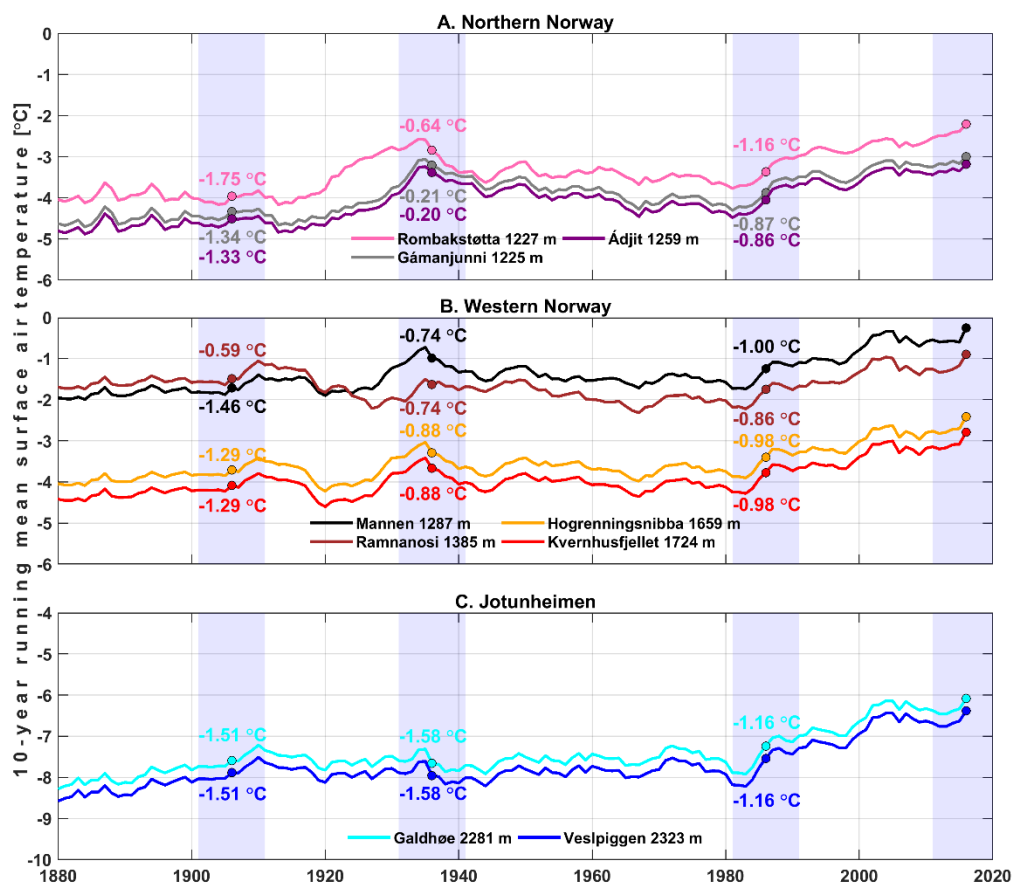 A. Northern Norway
10-year running mean surface air temperature [°C]
0
-1
-2
-3
-4
-5
-6
-1.75 °C
-1.34 °C
-1.33 °C
-0.64 °C
-0.21 °C
-0.20 °C
-1.16 °C
-0.87 °C
-0.86 °C
Rombakstøtta 1227 m
Ádjit 1259 m
Gámanjunni 1225 m
B. Western Norway
0
-1
-2
-3
-4
-5
-6
-0.59 °C
-1.46 °C
-1.29 °C
-1.29 °C
-0.74 °C
-0.74 °C
-0.88 °C
-0.88 °C
-1.00 °C
-0.86 °C
-0.98 °C
-0.98 °C
Mannen 1287 m
Hogrenningsnibba 1659 m
Ramnanosi 1385 m
Kvernhusfjellet 1724 m
C. Jotunheimen
-4
-5
-6
-7
-8
-9
-10
-1.51 °C
-1.51 °C
-1.58 °C
-1.58 °C
-1.16 °C
-1.16 °C
Galdhøe 2281 m
Veslpiggen 2323 m
1880
1900
1920
1940
1960
1980
2000
2020